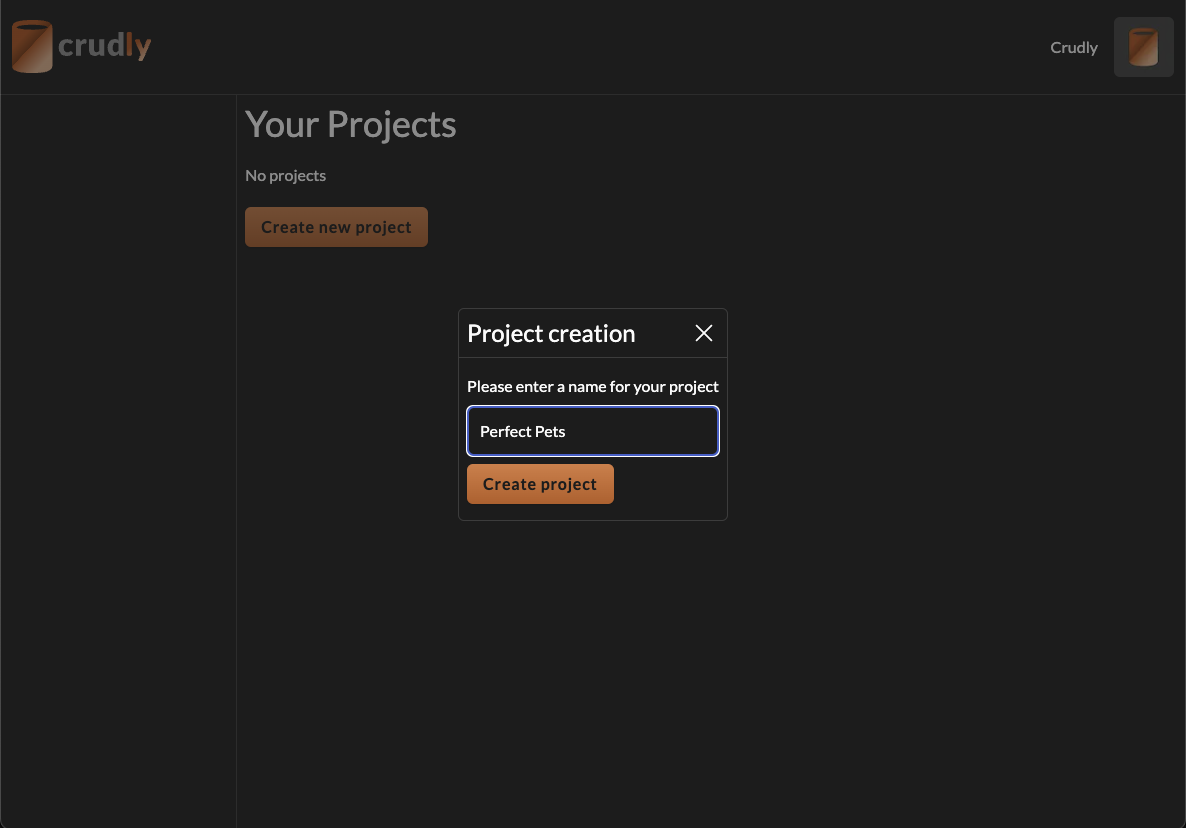 crudly
Crudly
Your Projects
No projects
Create new project
Project creation
Please enter a name for your project
Perfect Pets
Create project